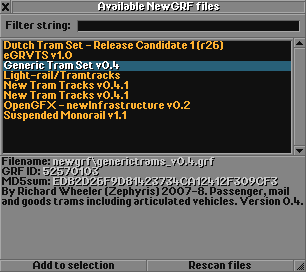 Available NewGRF files
Filter string:
Dutch Tram Set - Release Candidate 1 (r26)
eGRVTS v1.0
Generic Tram Set v0.4
Light-rail/Tramtracks
New Tram Tracks v0.4.1
New Tram Tracks v0.4.1
OpenGFX - newInfrastructure v0.2
Suspended Monorail v1.1
Filename: newgrf\generictrams_v0.4.grf
GRF ID: 52570103
MD5sum: ED82D26F9D81423734CA12412F309CF3
By Richard Wheeler (Zephyris) 2007-8. Passenger, mail
and goods trams including articulated vehicles. Version 0.4.
Add to selection
Rescan files